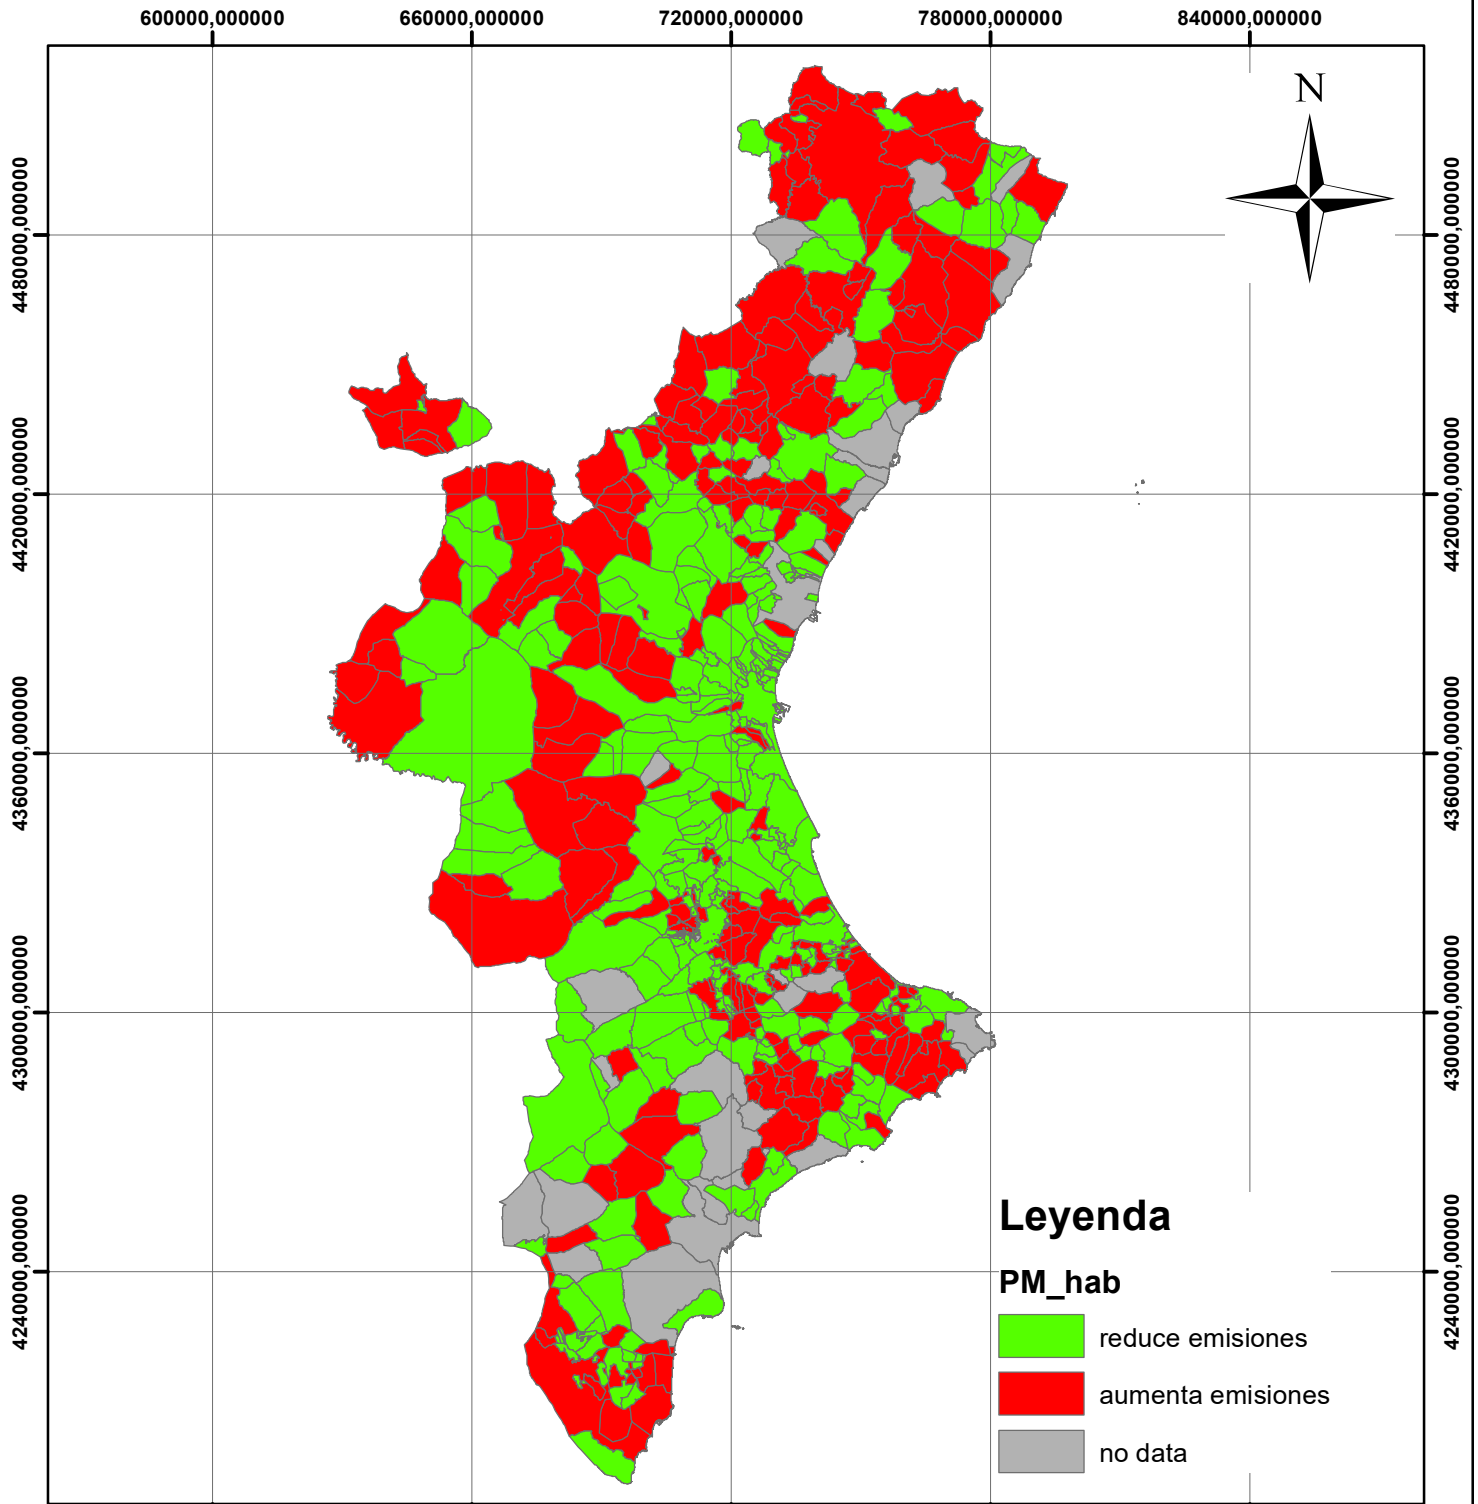 600000,000000 660000,000000 720000,000000 780000,000000 840000,000000
N
4480000,000000 4480000,000000
4420000,000000 4420000,000000
4360000,000000 4360000,000000
4300000,000000 4300000,000000
4240000,000000 4240000,000000
Leyenda
PM_hab
reduce emisiones
aumenta emisiones
no data